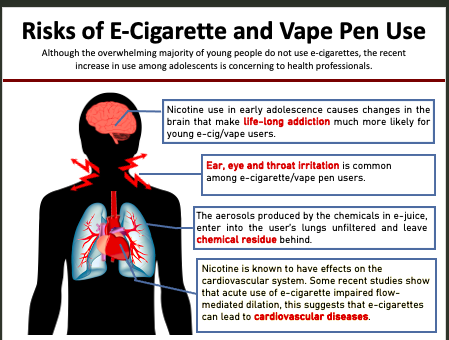 Risks of E-Cigarette and Vape Pen Use
Although the overwhelming majority of young people do not use e-cigarettes, the recent
increase in use among adolescents is concerning to health professionals.
Nicotine use in early adolescence causes changes in the
brain that make life-long addiction much more likely for
young e-cig/vape users.
Ear, eye and throat irritation is common
among e-cigarette/vape pen users.
The aerosols produced by the chemicals in e-juice,
enter into the user's lungs unfiltered and leave
chemical residue behind.
Nicotine is known to have effects on the
cardiovascular system. Some recent studies show
that acute use of e-cigarette impaired flow-
mediated dilation, this suggests that e-cigarettes
can lead to cardiovascular diseases.